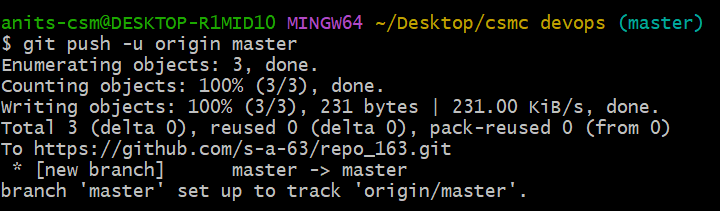 anits-csm@DESKTOP-R1MID10 MINGW64 ~/Desktop/csmc devops (master)
$ git push -u origin master
Enumerating objects: 3, done.
Counting objects: 100% (3/3), done.
Writing objects: 100% (3/3), 231 bytes | 231.00 KiB/s, done.
Total 3 (delta 0), reused 0 (delta 0), pack-reused 0 (from 0)
To https://github.com/s-a-63/repo_163.git
 * [new branch]      master -> master
branch 'master' set up to track 'origin/master'.